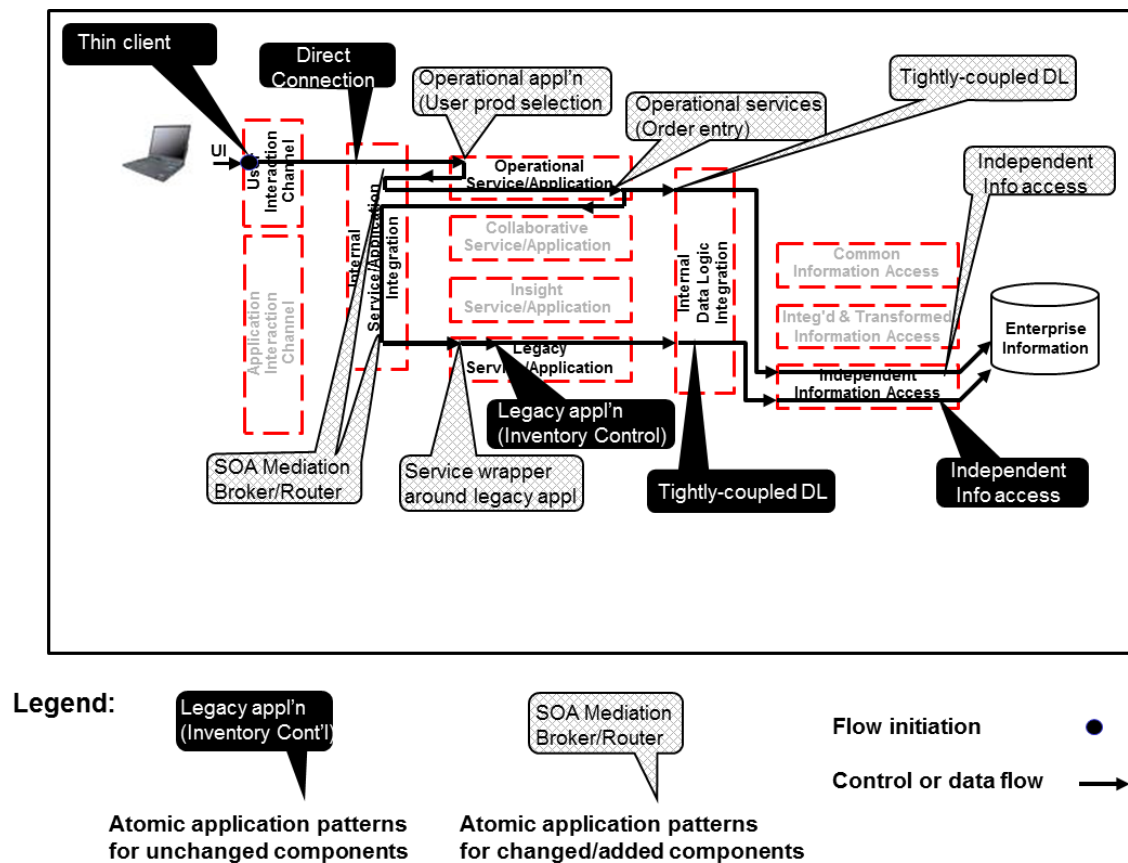 Thin client
Direct
Connection
Operational appl'n
(User prod selection
Tightly-coupled DL
Operational services
(Order entry)
Independent
Info access
UI
User
Interaction
Channel
Internal
Service/Application
Integration
Operational
Service/Application
Collaborative
Service/Application
Insight
Service/Application
Legacy
Service/Application
Application
Interaction
Channel
Internal
Data Logic
Integration
Common
Information Access
Integ'd & Transformed
Information Access
Independent
Information Access
Enterprise
Information
Legacy appl'n
(Inventory Control)
SOA Mediation
Broker/Router
Service wrapper
around legacy appl
Tightly-coupled DL
Independent
Info access
Legend:
Legacy appl'n
(Inventory Cont'l)
SOA Mediation
Broker/Router
Flow initiation
Control or data flow
Atomic application patterns
for unchanged components
Atomic application patterns
for changed/added components